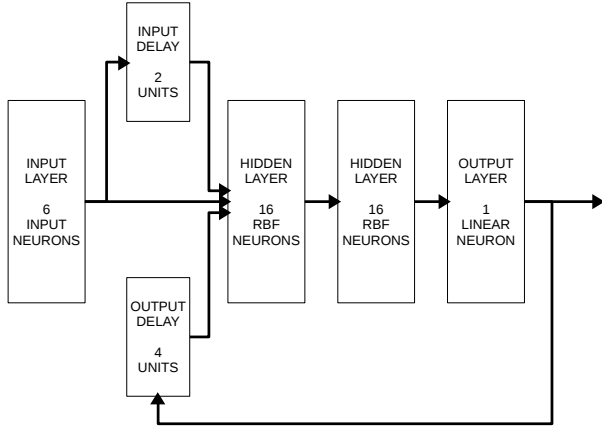 INPUT
DELAY
2
UNITS
INPUT
LAYER
6
INPUT
NEURONS
HIDDEN
LAYER
16
RBF
NEURONS
HIDDEN
LAYER
16
RBF
NEURONS
OUTPUT
LAYER
1
LINEAR
NEURON
OUTPUT
DELAY
4
UNITS